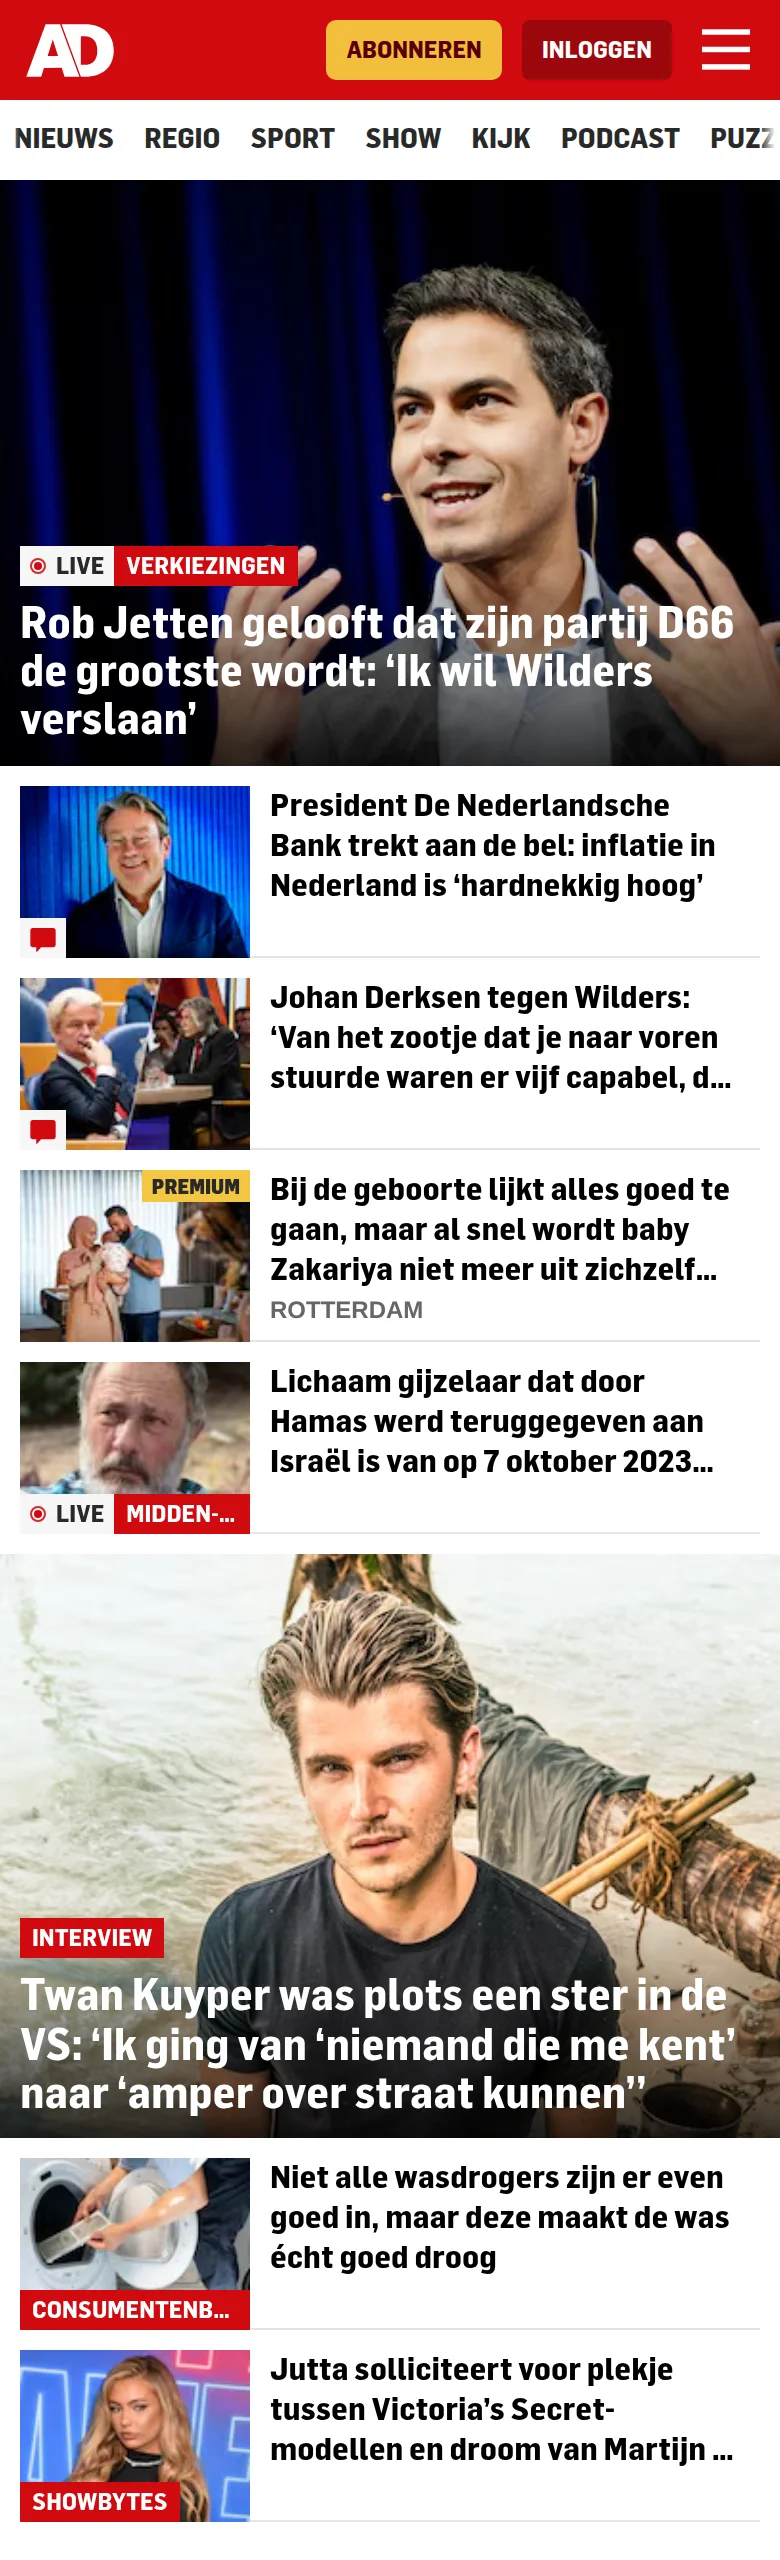 AD
ABONNEREN
INLOGGEN
NIEUWS REGIO SPORT SHOW KIJK PODCAST PUZZ
LIVE VERKIEZINGEN
Rob Jetten gelooft dat zijn partij D66
de grootste wordt: ‘Ik wil Wilders
verslaan’
President De Nederlandsche
Bank trekt aan de bel: inflatie in
Nederland is ‘hardnekkig hoog’
Johan Derksen tegen Wilders:
‘Van het zootje dat je naar voren
stuurde waren er vijf capabel, d...
PREMIUM
Bij de geboorte lijkt alles goed te
gaan, maar al snel wordt baby
Zakariya niet meer uit zichzelf...
ROTTERDAM
Lichaam gijzelaar dat door
Hamas werd teruggegeven aan
Israël is van op 7 oktober 2023...
LIVE MIDDEN-...
INTERVIEW
Twan Kuyper was plots een ster in de
VS: ‘Ik ging van ‘niemand die me kent’
naar ‘amper over straat kunnen’’
Niet alle wasdrogers zijn er even
goed in, maar deze maakt de was
écht goed droog
CONSUMENTENB...
Jutta solliciteert voor plekje
tussen Victoria’s Secret-
modellen en droom van Martijn ...
SHOWBYTES